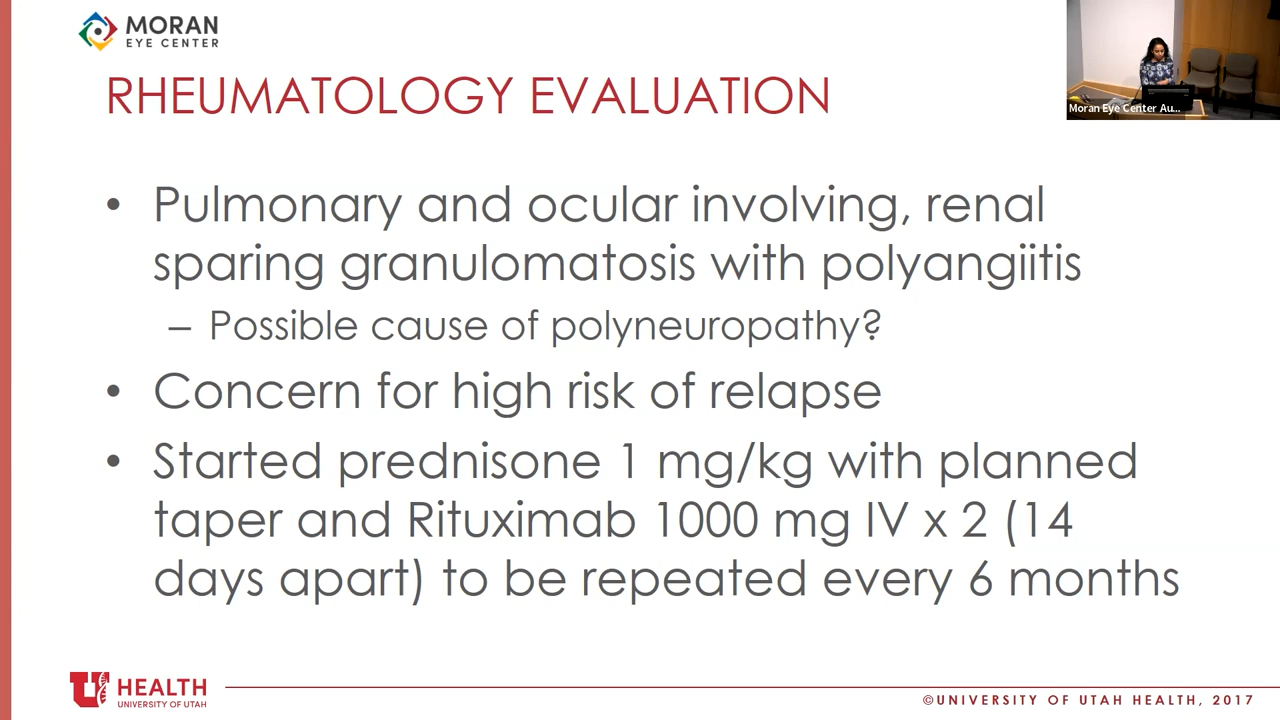 MORAN
EYE CENTER
RHEUMATOLOGY EVALUATION
Moran Eye Center Au...
• Pulmonary and ocular involving, renal
sparing granulomatosis with polyangiitis
– Possible cause of polyneuropathy?
• Concern for high risk of relapse
• Started prednisone 1 mg/kg with planned
taper and Rituximab 1000 mg IV x 2 (14
days apart) to be repeated every 6 months
U HEALTH
UNIVERSITY OF UTAH
©UNIVERSITY OF UTAH HEALTH, 2017